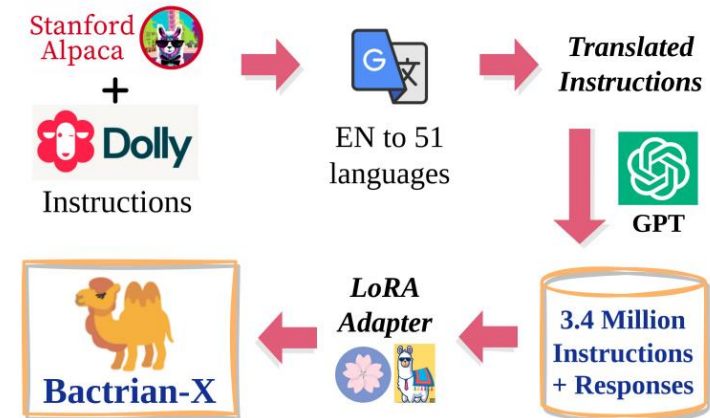 Stanford
Alpaca
+
Dolly
Instructions
G 文
EN to 51
languages
Translated
Instructions
GPT
3.4 Million
Instructions
+ Responses
LoRA
Adapter
Bactrian-X